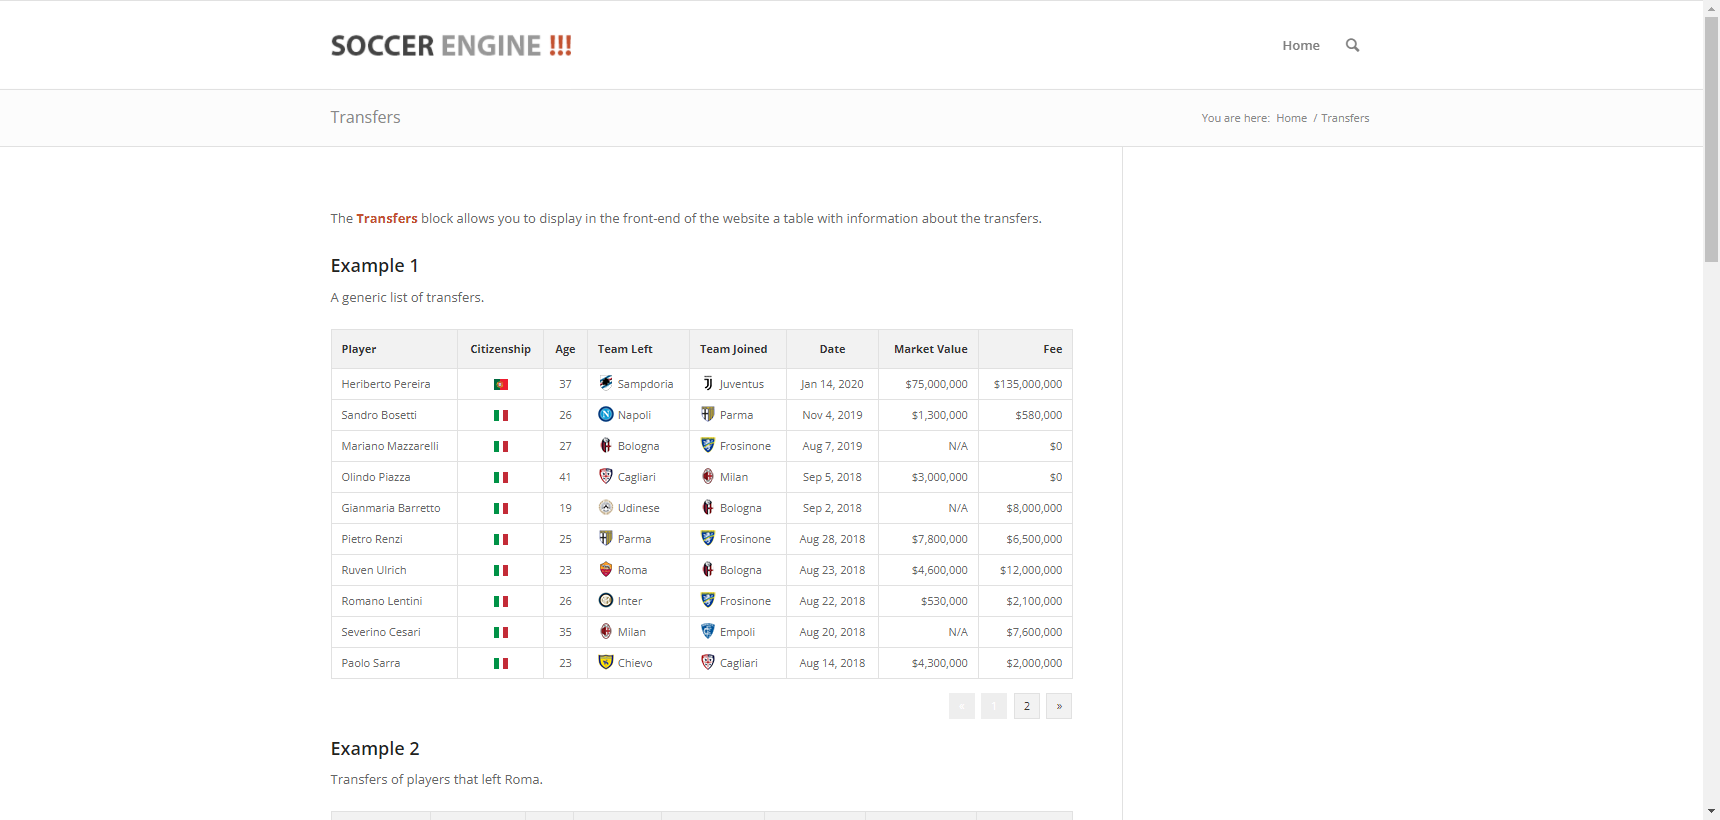 SOCCER ENGINE !!!
Home
Transfers
You are here: Home / Transfers
The Transfers block allows you to display in the front-end of the website a table with information about the transfers.
Example 1
A generic list of transfers.
Player Citizenship Age Team Left Team Joined Date Market Value Fee
Heriberto Pereira 37 Sampdoria Juventus Jan 14, 2020 $75,000,000 $135,000,000
Sandro Bosetti 26 Napoli Parma Nov 4, 2019 $1,300,000 $580,000
Mariano Mazzarelli 27 Bologna Frosinone Aug 7, 2019 N/A $0
Olindo Piazza 41 Cagliari Milan Sep 5, 2018 $3,000,000 $0
Gianmaria Barretto 19 Udinese Bologna Sep 2, 2018 N/A $8,000,000
Pietro Renzi 25 Parma Frosinone Aug 28, 2018 $7,800,000 $6,500,000
Ruven Ulrich 23 Roma Bologna Aug 23, 2018 $4,600,000 $12,000,000
Romano Lentini 26 Inter Frosinone Aug 22, 2018 $530,000 $2,100,000
Severino Cesari 35 Milan Empoli Aug 20, 2018 N/A $7,600,000
Paolo Sarra 23 Chievo Cagliari Aug 14, 2018 $4,300,000 $2,000,000
« 1 2 »
Example 2
Transfers of players that left Roma.